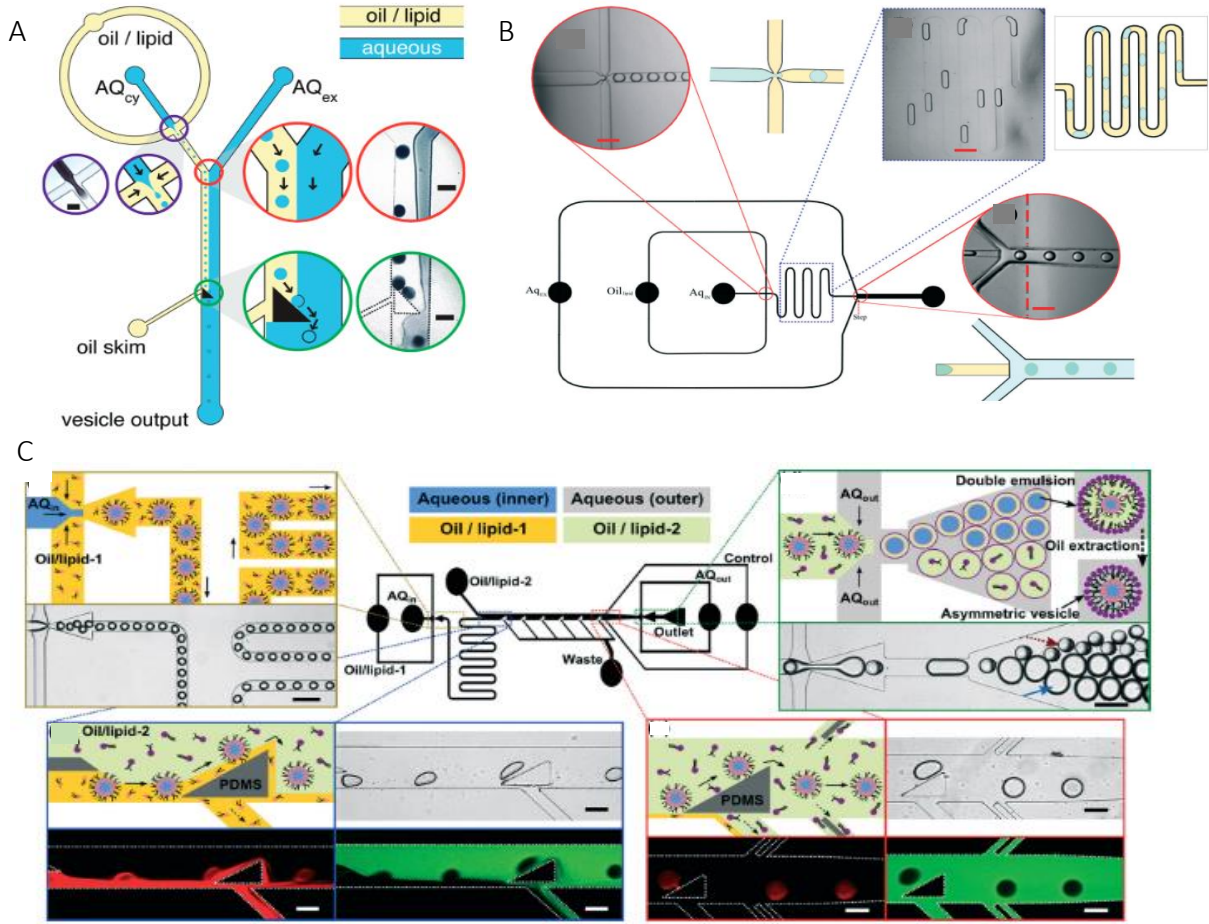 A
oil / lipid
oil / lipid
aqueous
AQcy
AQex
oil skim
vesicle output
B
AqEx
Aqin
Step
C
AQin
Oil/lipid-1
Aqueous (inner)
Aqueous (outer)
Oil / lipid-1
Oil / lipid-2
Oil/lipid-2
AQin
Oil/lipid-1
Control
AQout
Outlet
Waste
AQout
AQout
Double emulsion
Oil extraction
Asymmetric vesicle
Oil/lipid-2
PDMS
PDMS